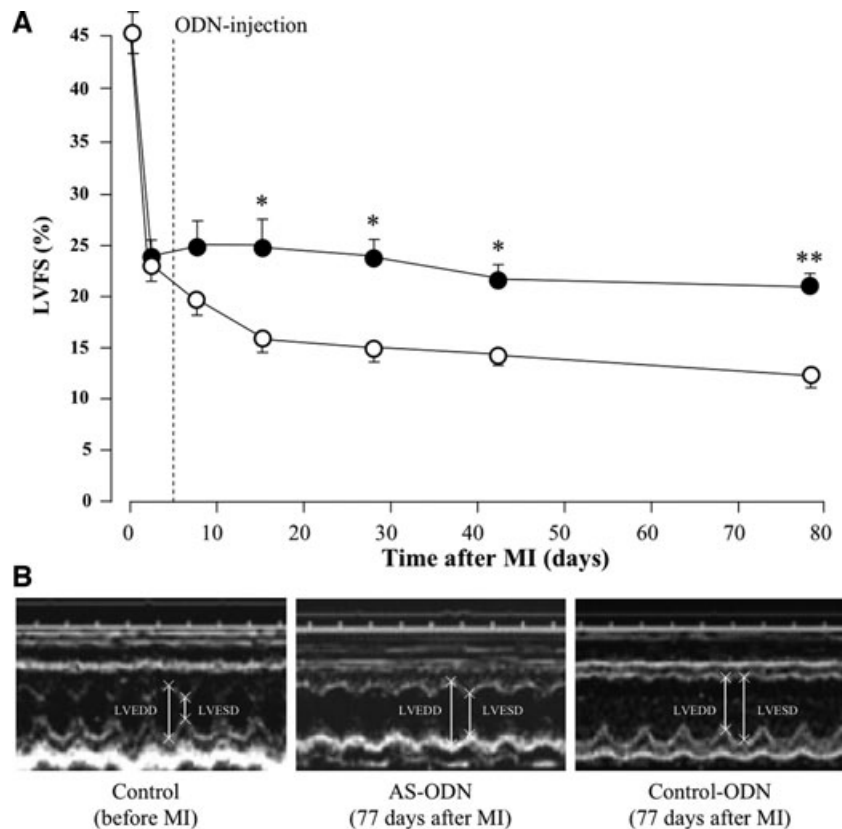 A
ODN-injection
LVFS (%)
45
40
35
30
25
20
15
10
5
0
*
*
*
**
0 10 20 30 40 50 60 70 80
Time after MI (days)
B
LVEDD LVESD
LVEDD LVESD
LVEDD LVESD
Control
(before MI)
AS-ODN
(77 days after MI)
Control-ODN
(77 days after MI)